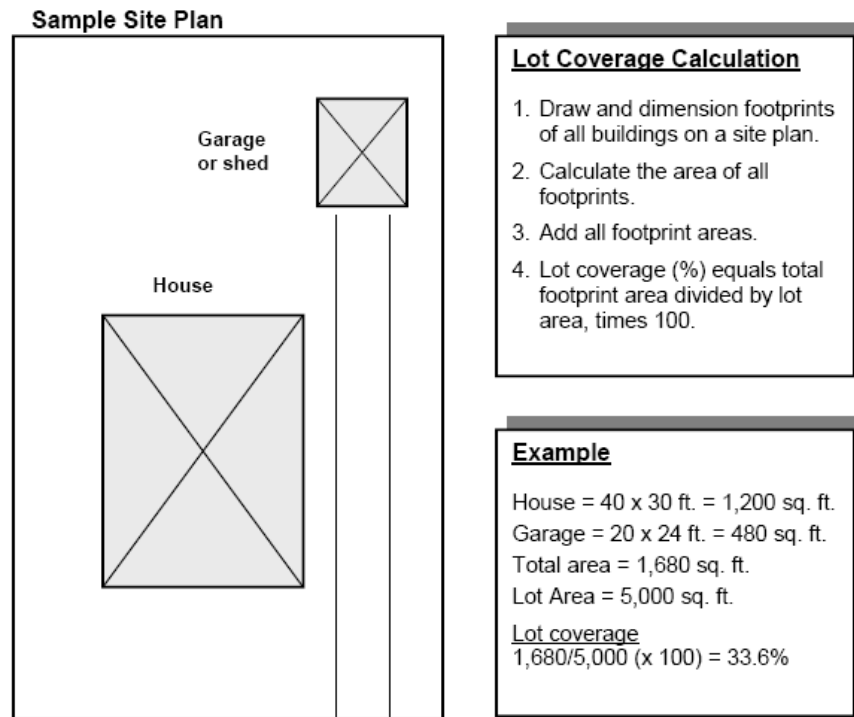 Sample Site Plan
Garage
or shed
House
Lot Coverage Calculation
1. Draw and dimension footprints
of all buildings on a site plan.
2. Calculate the area of all
footprints.
3. Add all footprint areas.
4. Lot coverage (%) equals total
footprint area divided by lot
area, times 100.
Example
House = 40 x 30 ft. = 1,200 sq. ft.
Garage = 20 x 24 ft. = 480 sq. ft.
Total area = 1,680 sq. ft.
Lot Area = 5,000 sq. ft.
Lot coverage
1,680/5,000 (x 100) = 33.6%